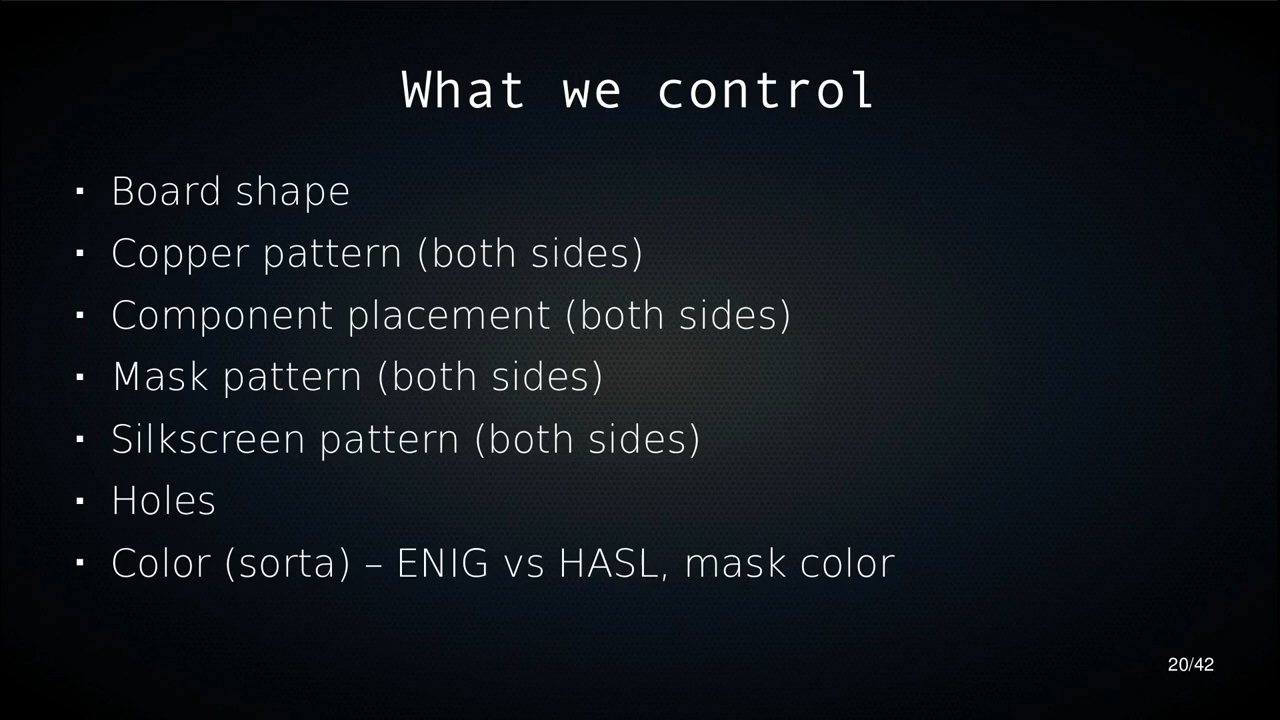 What we control
▪ Board shape
▪ Copper pattern (both sides)
▪ Component placement (both sides)
▪ Mask pattern (both sides)
▪ Silkscreen pattern (both sides)
▪ Holes
▪ Color (sorta) – ENIG vs HASL, mask color
20/42